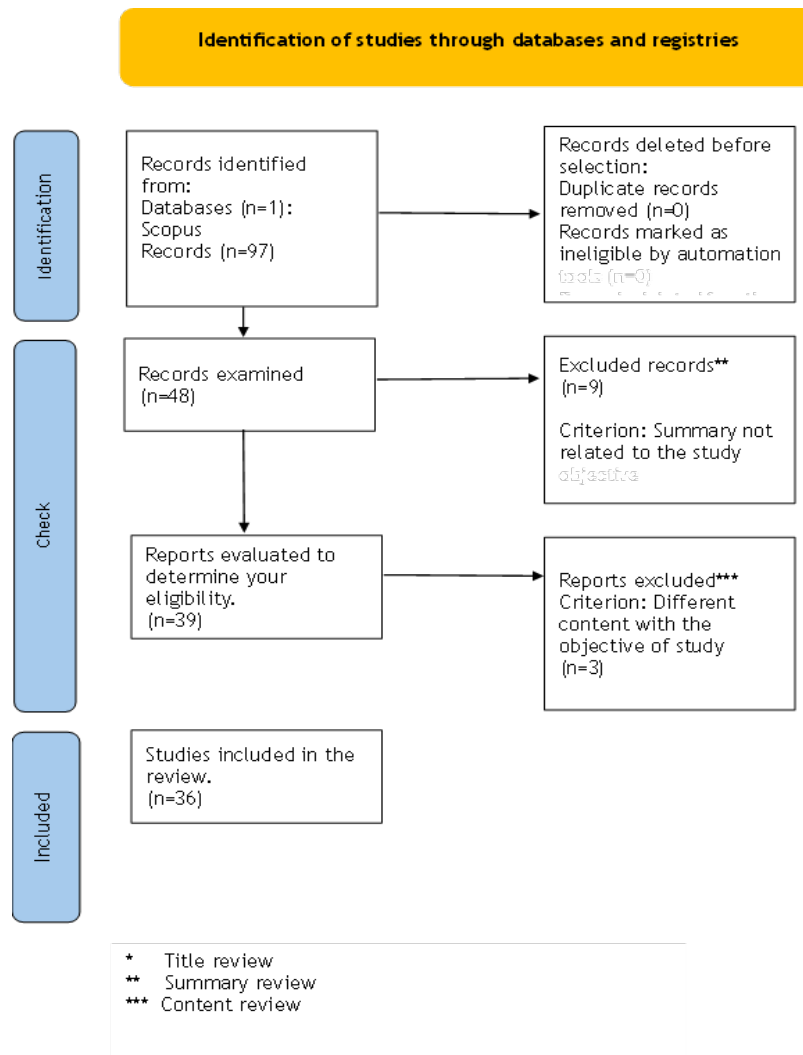 Identification of studies through databases and registries
Identification
Records identified
from:
Databases (n=1):
Scopus
Records (n=97)
Records deleted before
selection:
Duplicate records
removed (n=0)
Records marked as
ineligible by automation
tools (n=0)
Check
Records examined
(n=48)
Excluded records**
(n=9)
Criterion: Summary not
related to the study
objective
Reports evaluated to
determine your
eligibility.
(n=39)
Reports excluded***
Criterion: Different
content with the
objective of study
(n=3)
Included
Studies included in the
review.
(n=36)
* Title review
** Summary review
*** Content review